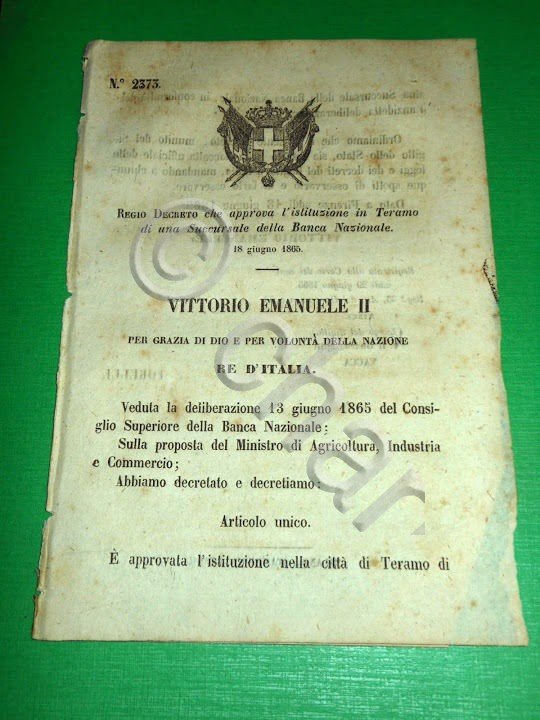 N.° 2373.
REGIO DECRETO che approva l'istituzione in Teramo
di una Succursale della Banca Nazionale.
18 giugno 1865.
VITTORIO EMANUELE II
PER GRAZIA DI DIO E PER VOLONTÀ DELLA NAZIONE
RE D'ITALIA.
Veduta la deliberazione 13 giugno 1865 del Consi-
glio Superiore della Banca Nazionale:
Sulla proposta del Ministro di Agricoltura, Industria
e Commercio;
Abbiamo decretato e decretiamo:
Articolo unico.
È approvata l'istituzione nella città di Teramo di
© char